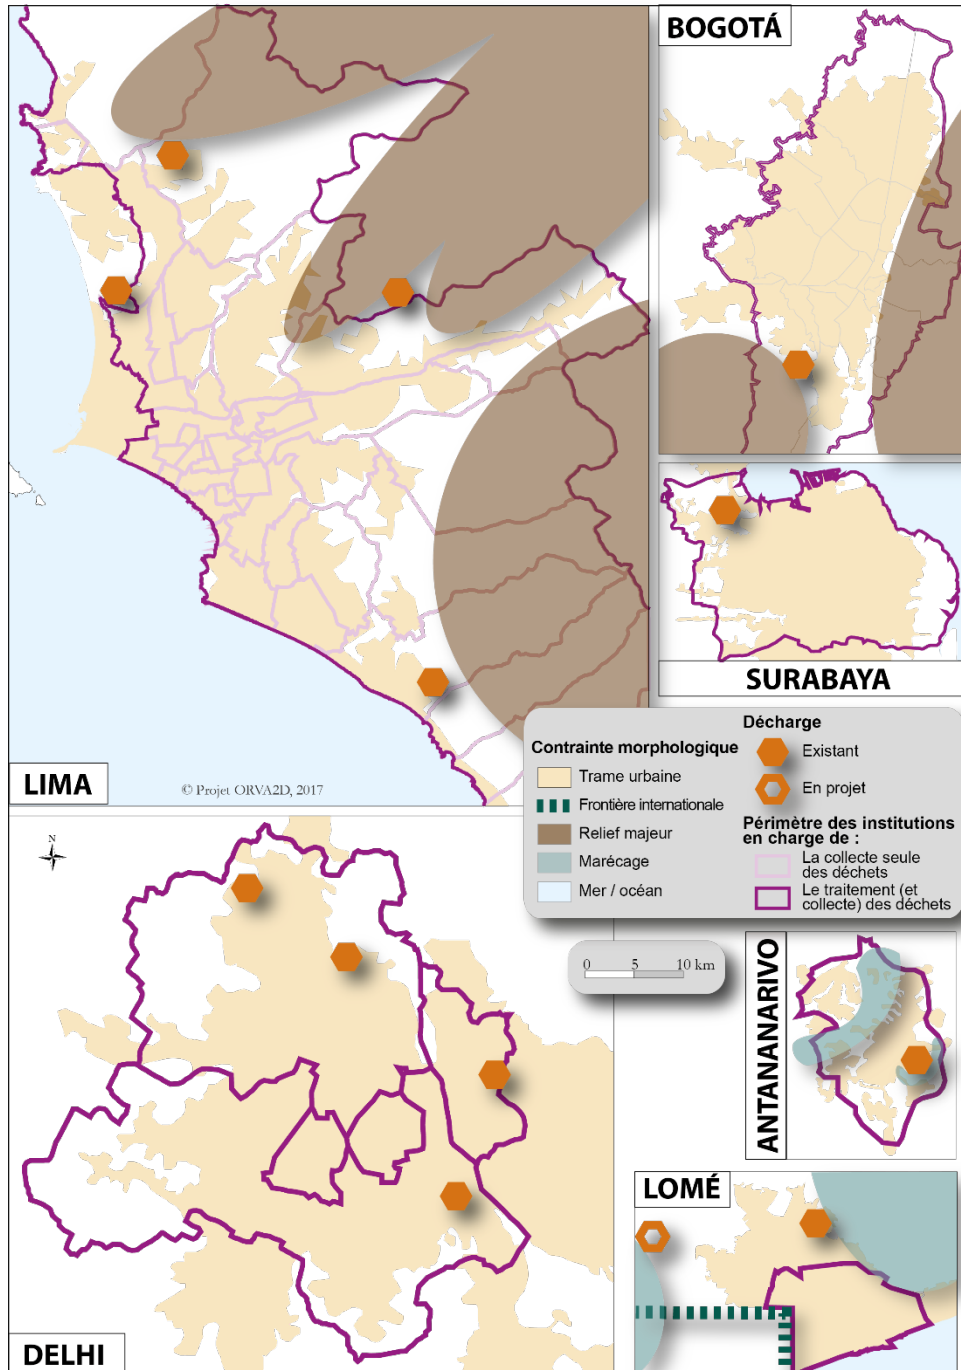 BOGOTÁ
SURABAYA
LIMA
© Projet ORVA2D, 2017
Contrainte morphologique
Trame urbaine
Frontière internationale
Relief majeur
Marécage
Mer / océan
Décharge
Existant
En projet
Périmètre des institutions
en charge de :
La collecte seule
des déchets
Le traitement (et
collecte) des déchets
N
0 5 10 km
ANTANANARIVO
LOMÉ
DELHI